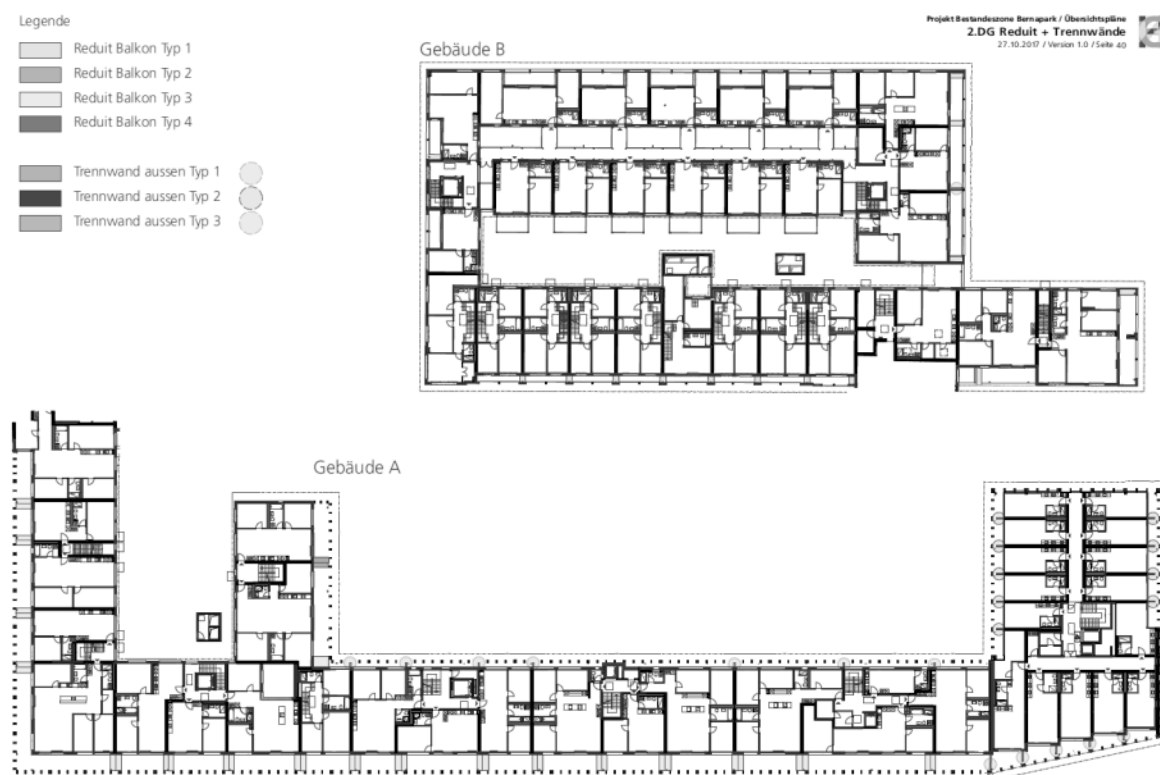 Legende
Reduit Balkon Typ 1
Reduit Balkon Typ 2
Reduit Balkon Typ 3
Reduit Balkon Typ 4
Trennwand aussen Typ 1
Trennwand aussen Typ 2
Trennwand aussen Typ 3
Projekt Bestandeszone Bernapark / Übersichtspläne
2.DG Reduit + Trennwände
27.10.2017 / Version 1.0 / Seite 40
Gebäude B
Gebäude A